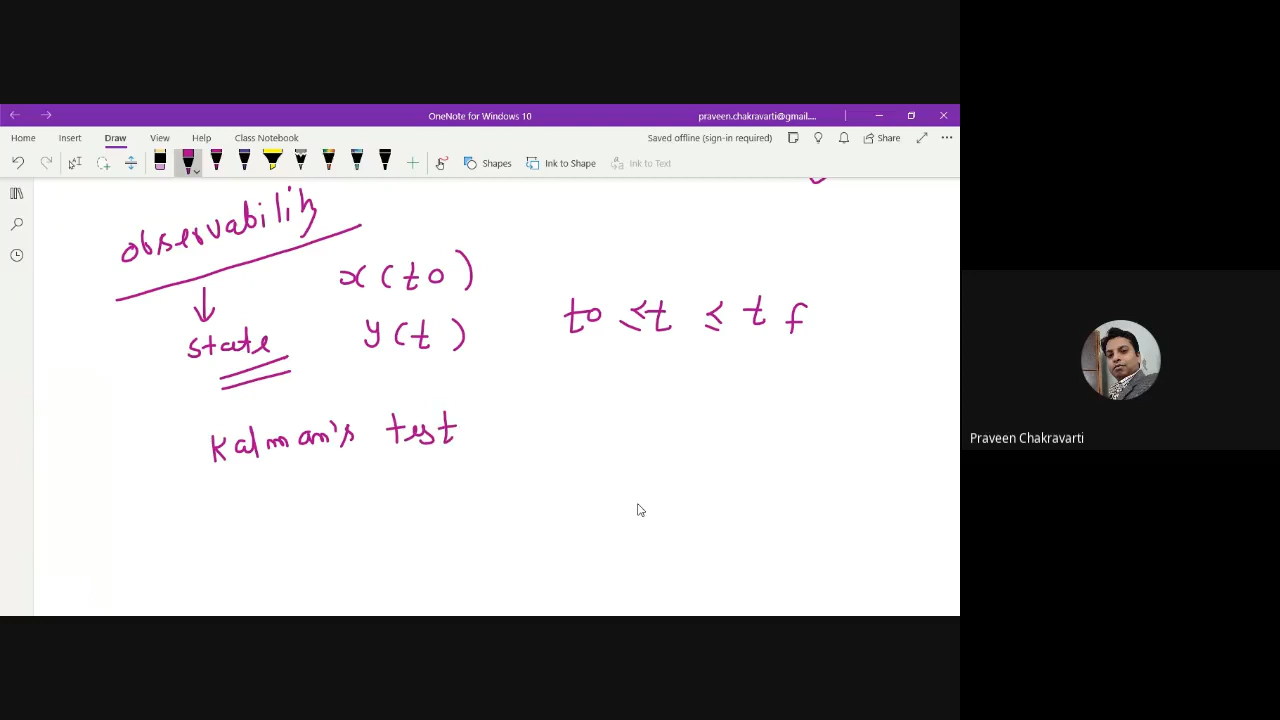 OneNote for Windows 10
praveen.chakravarti@gmail....
Home Insert Draw View Help Class Notebook
Saved offline (sign-in required)
Share
Shapes Ink to Shape Ink to Text
observability
x(to)
to ≤ t ≤ tf
y(t)
state
Kalman's test
Praveen Chakravarti